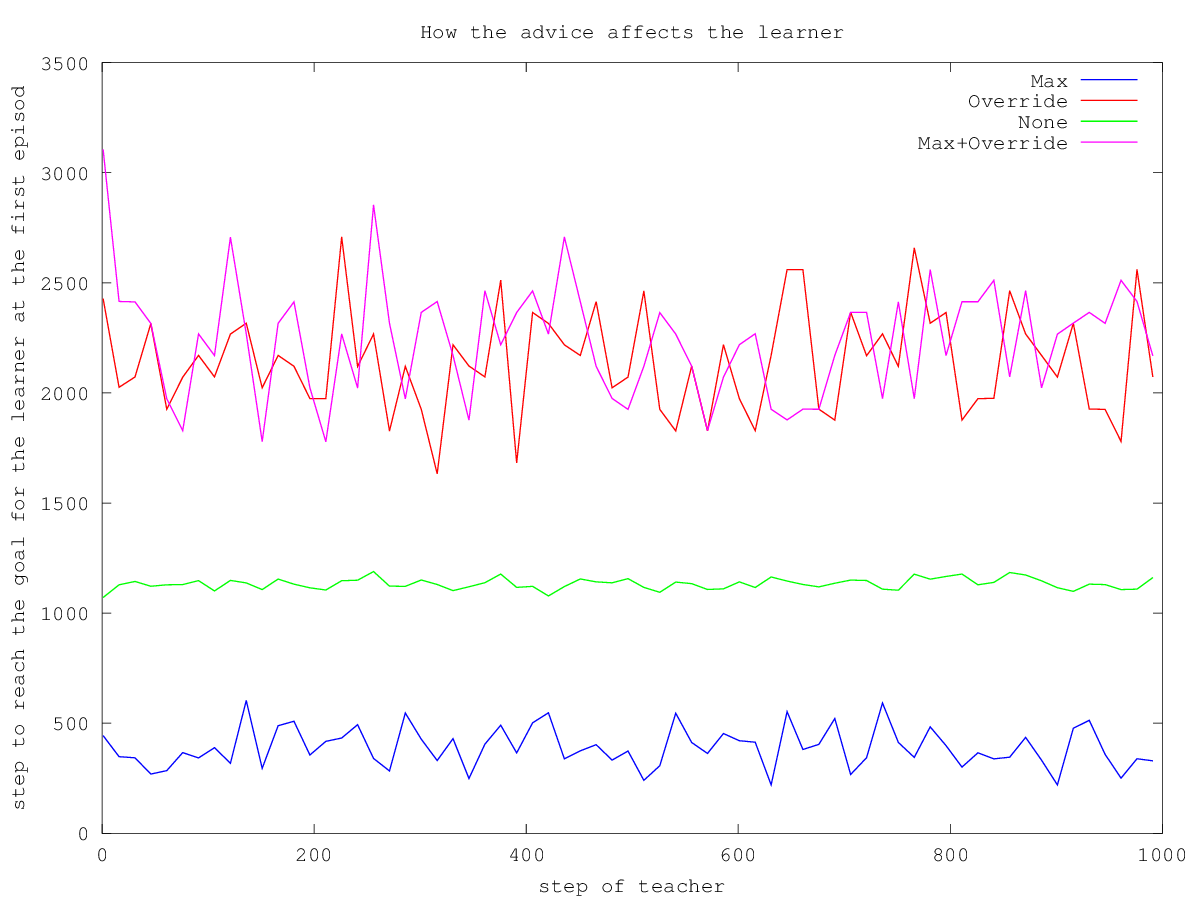 How the advice affects the learner
3500
3000
2500
2000
1500
1000
500
0
step to reach the goal for the learner at the first episod
Max
Override
None
Max+Override
0 200 400 600 800 1000
step of teacher